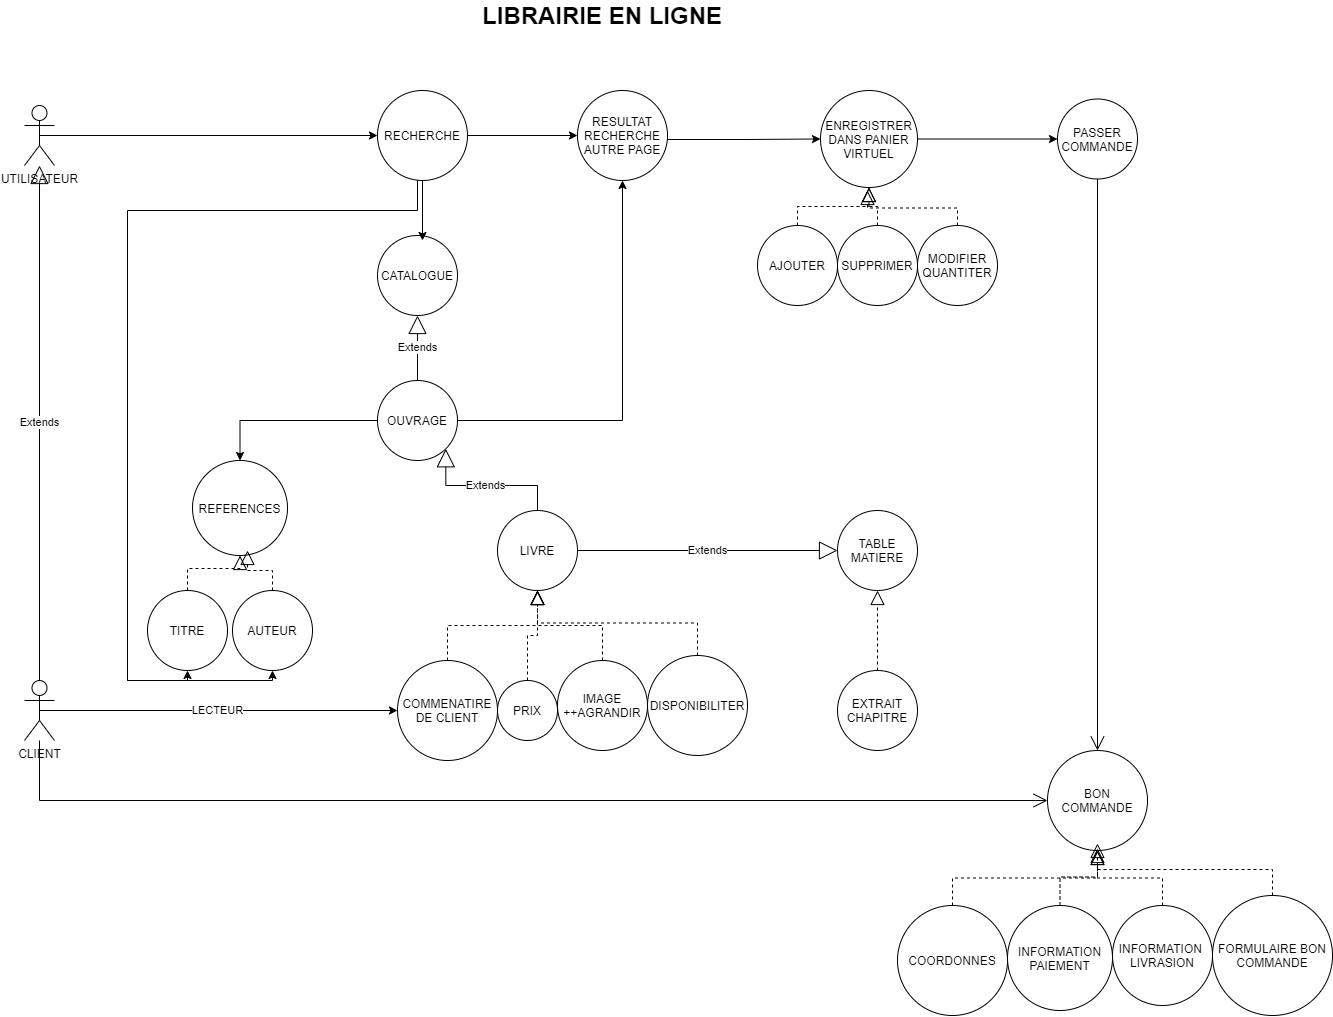 LIBRAIRIE EN LIGNE
UTILISATEUR
RECHERCHE
RESULTAT
RECHERCHE
AUTRE PAGE
ENREGISTRER
DANS PANIER
VIRTUEL
PASSER
COMMANDE
CATALOGUE
AJOUTER
SUPPRIMER
MODIFIER
QUANTITER
Extends
Extends
OUVRAGE
Extends
REFERENCES
LIVRE
Extends
TABLE
MATIERE
TITRE
AUTEUR
CLIENT
LECTEUR
COMMENATIRE
DE CLIENT
PRIX
IMAGE
++AGRANDIR
DISPONIBILITER
EXTRAIT
CHAPITRE
BON
COMMANDE
COORDONNES
INFORMATION
PAIEMENT
INFORMATION
LIVRASION
FORMULAIRE BON
COMMANDE